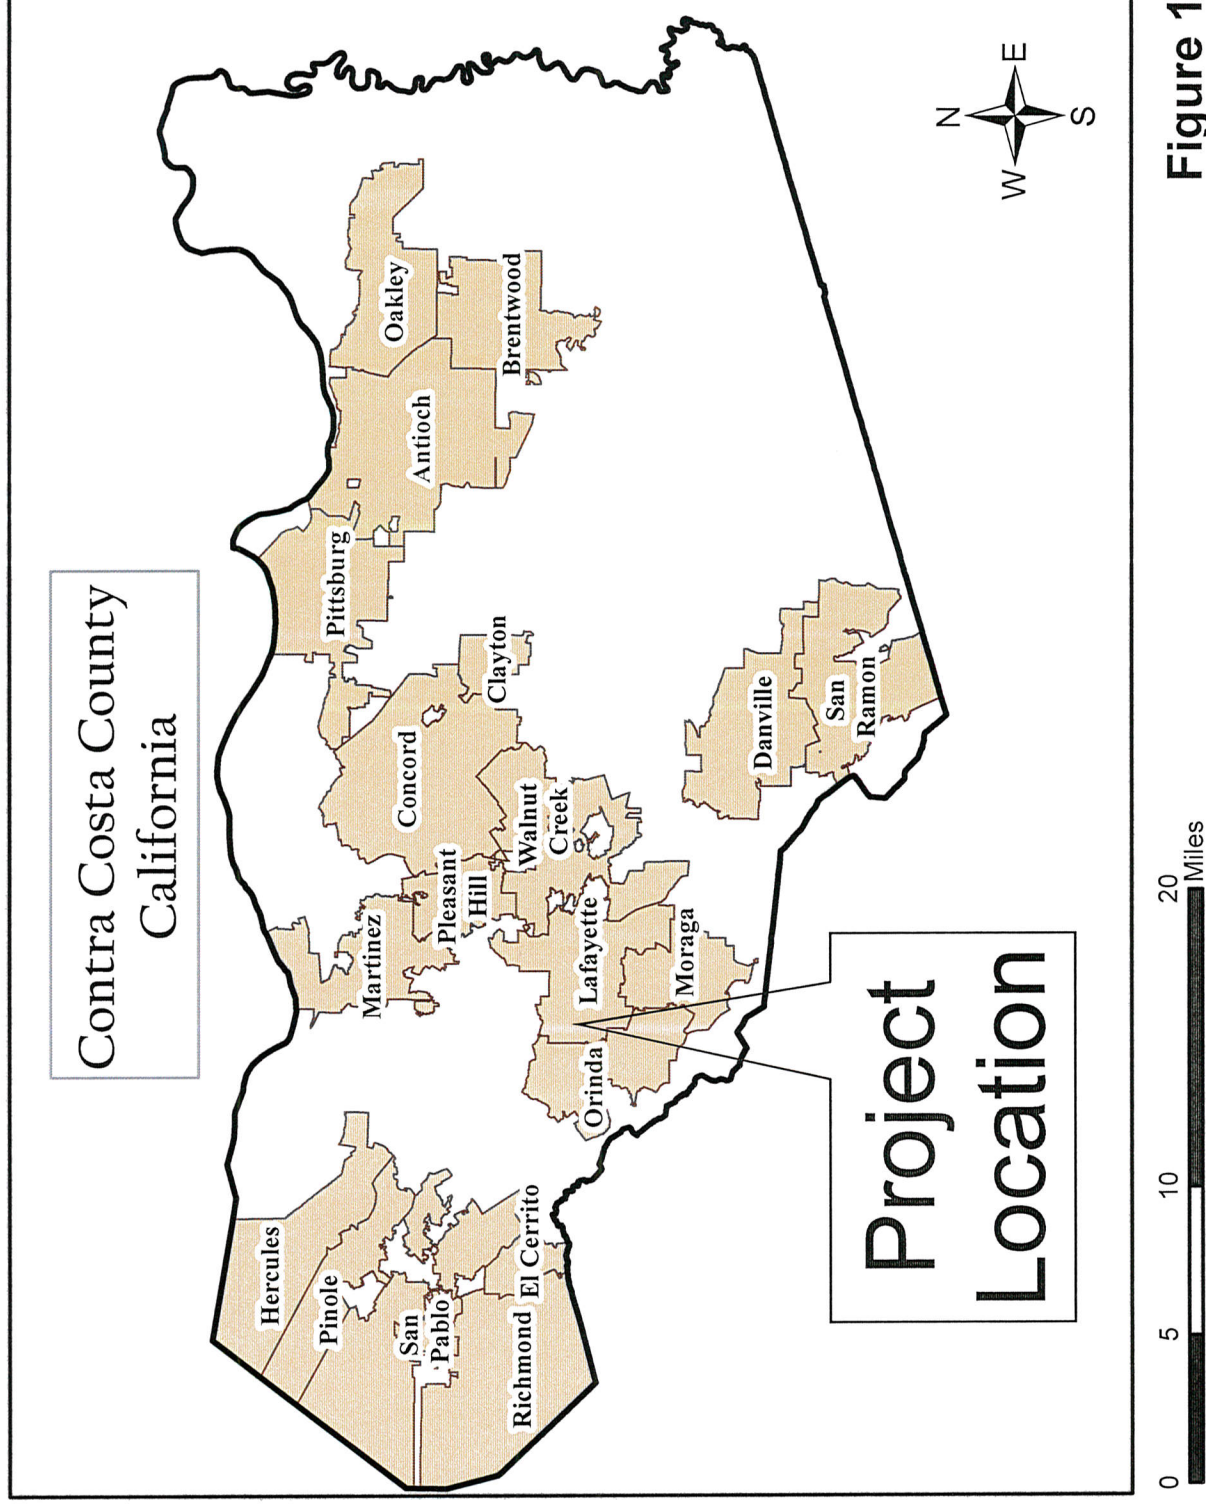 Contra Costa County
California
Hercules
Pinole
San
Pablo
Richmond
El Cerrito
Martinez
Pleasant
Hill
Concord
Clayton
Pittsburg
Antioch
Oakley
Brentwood
Walnut
Creek
Lafayette
Orinda
Moraga
Danville
San
Ramon
Project
Location
N
W
E
S
0
5
10
20
Miles
Figure 1